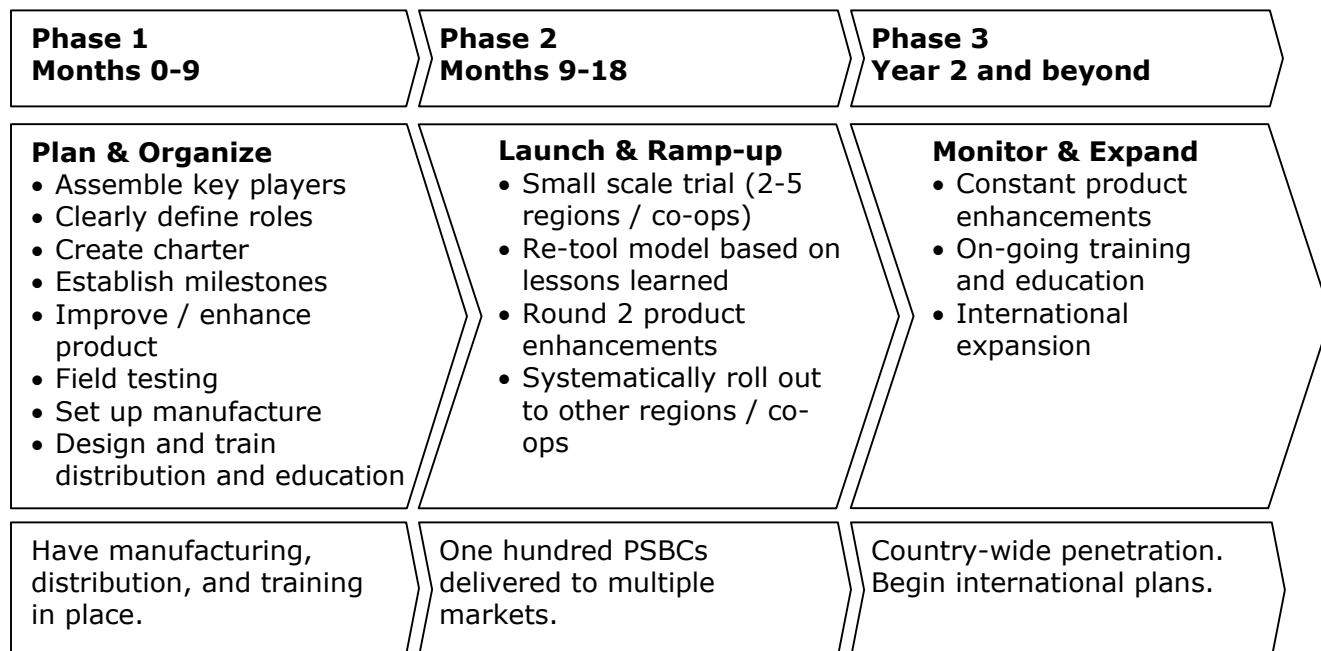 Phase 1
Months 0-9
Phase 2
Months 9-18
Phase 3
Year 2 and beyond
Plan & Organize
• Assemble key players
• Clearly define roles
• Create charter
• Establish milestones
• Improve / enhance
product
• Field testing
• Set up manufacture
• Design and train
distribution and education
Launch & Ramp-up
• Small scale trial (2-5
regions / co-ops)
• Re-tool model based on
lessons learned
• Round 2 product
enhancements
• Systematically roll out
to other regions / co-
ops
Monitor & Expand
• Constant product
enhancements
• On-going training
and education
• International
expansion
Have manufacturing,
distribution, and training
in place.
One hundred PSBCs
delivered to multiple
markets.
Country-wide penetration.
Begin international plans.